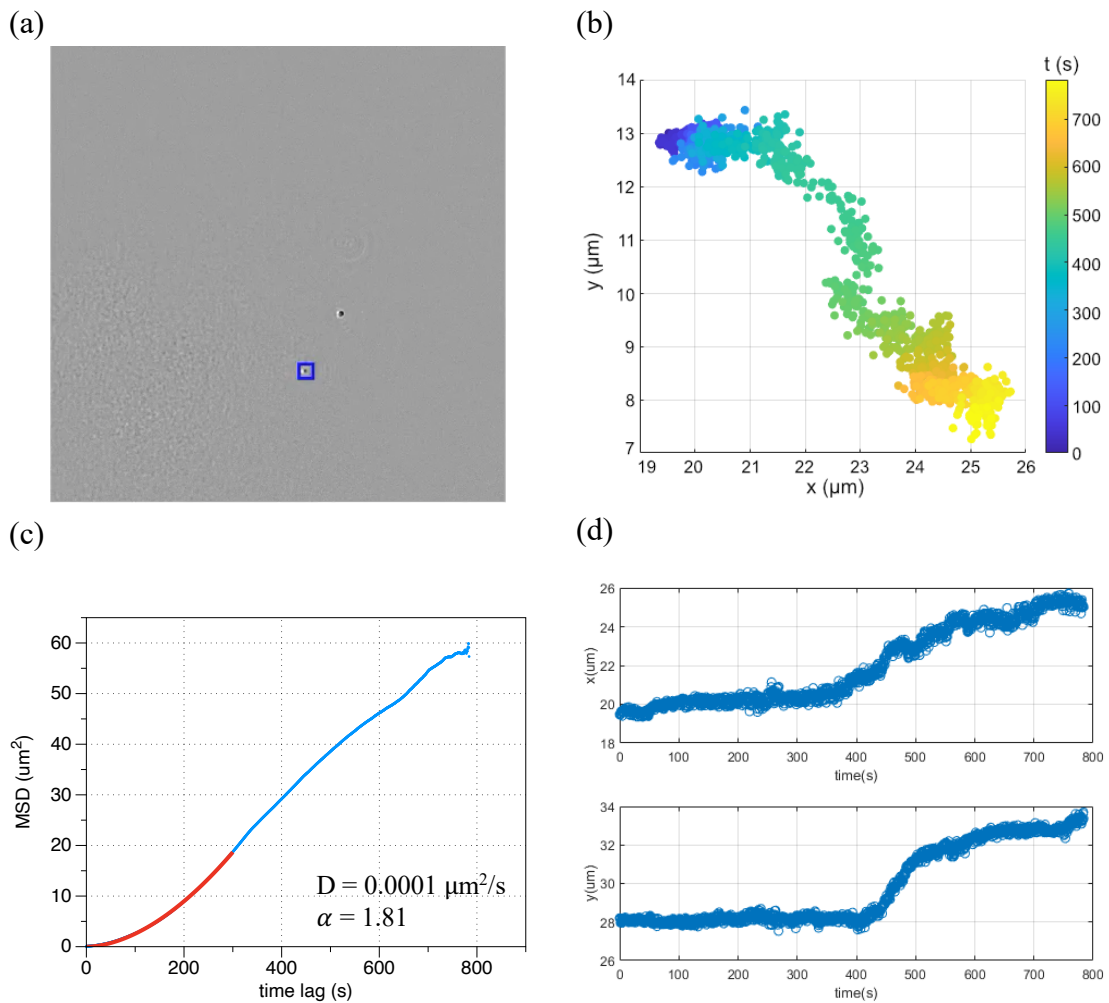 (a)
(b)
t (s)
14
13
12
11
10
9
8
7
y (µm)
19 20 21 22 23 24 25 26
x (µm)
700
600
500
400
300
200
100
0
(c)
(d)
60
50
40
30
20
10
0
MSD (um²)
0 200 400 600 800
time lag (s)
D = 0.0001 µm²/s
α = 1.81
26
24
22
20
18
x(um)
0 100 200 300 400 500 600 700 800
time(s)
34
32
30
28
26
y(um)
0 100 200 300 400 500 600 700 800
time(s)